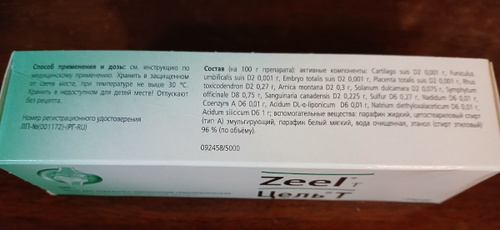 Способ применения и дозы: см. инструкцию по
медицинскому применению. Хранить в защищенном
от света месте, при температуре не выше 30 °C.
Хранить в недоступном для детей месте! Отпускают
без рецепта.
Номер регистрационного удостоверения
ЛП-№(001172)-(РГ-RU)
Состав (на 100 г препарата): активные компоненты: Cartilago suis D2 0,001 г, Funiculus
umbilicalis suis D2 0,001 г, Embryo totalis suis D2 0,001 г, Placenta totalis suis D2 0,001 г, Rhus
toxicodendron D2 0,27 г, Arnica montana D2 0,3 г, Solanum dulcamara D2 0,075 г, Symphytum
officinale D8 0,75 г, Sanguinaria canadensis D2 0,225 г, Sulfur D6 0,27 г, Nadidum D6 0,01 г,
Coenzym A D6 0,01 г, Acidum DL-α-liponicum D6 0,01 г, Natrium diethyloxalaceticum D6 0,01 г,
Acidum silicicum D6 1 г; вспомогательные вещества: парафин жидкий, цетостеариловый спирт
(тип А) эмульгирующий, парафин белый мягкий, вода очищенная, этанол (спирт этиловый)
96 % (по объёму).
092458/5000
Zeel T
Цель Т